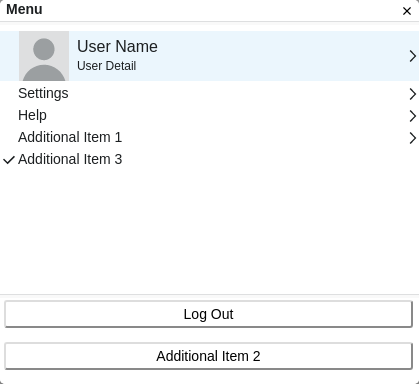 Menu
User Name
User Detail
Settings
Help
Additional Item 1
Additional Item 3
Log Out
Additional Item 2